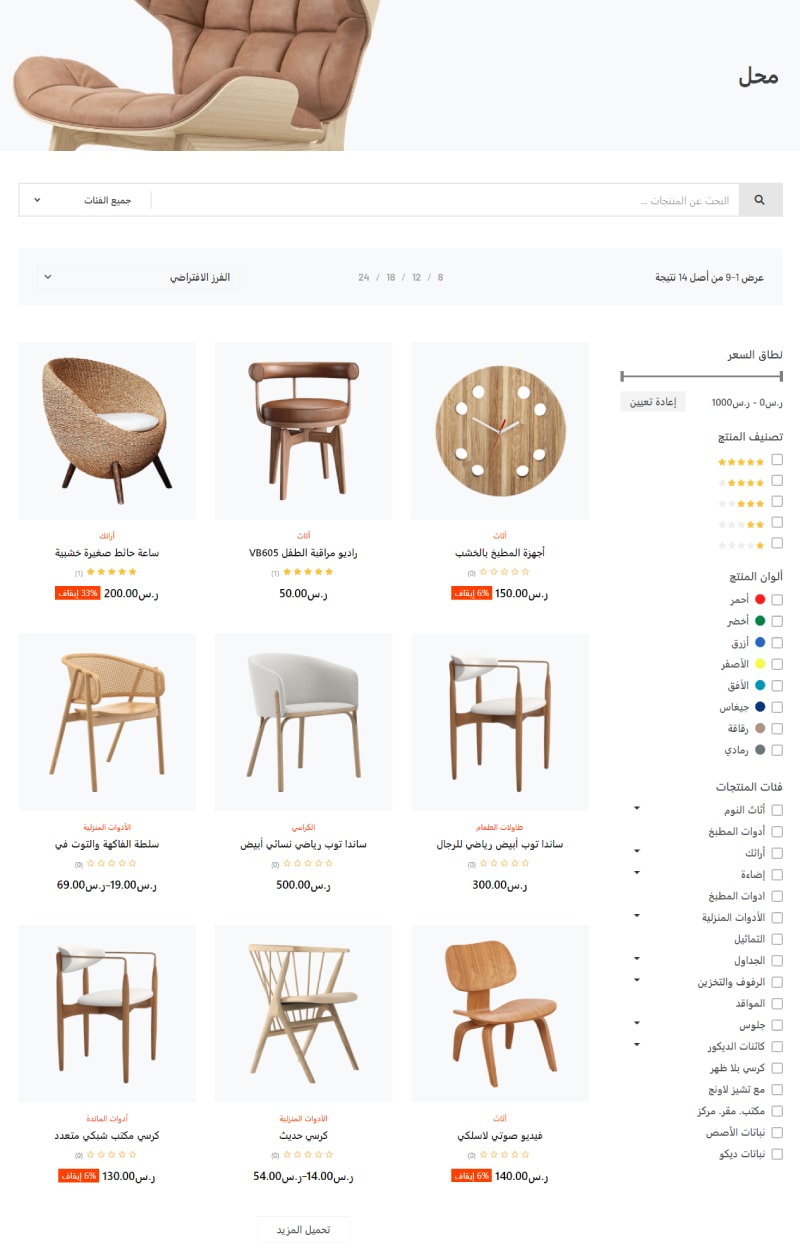 محل
البحث عن المنتجات ...
جميع الفئات
عرض 1-9 من أصل 14 نتيجة
8 / 12 / 18 / 24
الفرز الافتراضي
نطاق السعر
ر.س0 - ر.س1000
إعادة تعيين
تصنيف المنتج
ألوان المنتج
أحمر
أخضر
أزرق
الأصفر
الأفق
جيغاس
رقاقة
رمادي
فئات المنتجات
أثاث النوم
أدوات المطبخ
أرائك
إضاءة
ادوات المطبخ
الأدوات المنزلية
التماثيل
الجداول
الرفوف والتخزين
المواقد
جلوس
كائنات الديكور
كرسي بلا ظهر
مع تشيز لاونج
مكتب. مقر. مركز
نباتات الأصص
نباتات ديكو
أثاث
أجهزة المطبخ بالخشب
(0)
ر.س150.00 6% إيقاف
أثاث
راديو مراقبة الطفل VB605
(1)
ر.س50.00
أرائك
ساعة حائط صغيرة خشبية
(1)
ر.س200.00 33% إيقاف
طاولات الطعام
ساندا توب أبيض رياضي للرجال
(0)
ر.س300.00
الكراسي
ساندا توب رياضي نسائي أبيض
(0)
ر.س500.00
الأدوات المنزلية
سلطة الفاكهة والتوت في
(0)
ر.س19.00–ر.س69.00
أثاث
فيديو صوتي لاسلكي
(0)
ر.س140.00 6% إيقاف
الأدوات المنزلية
كرسي حديث
(0)
ر.س14.00–ر.س54.00
أدوات المائدة
كرسي مكتب شبكي متعدد
(0)
ر.س130.00 6% إيقاف
تحميل المزيد